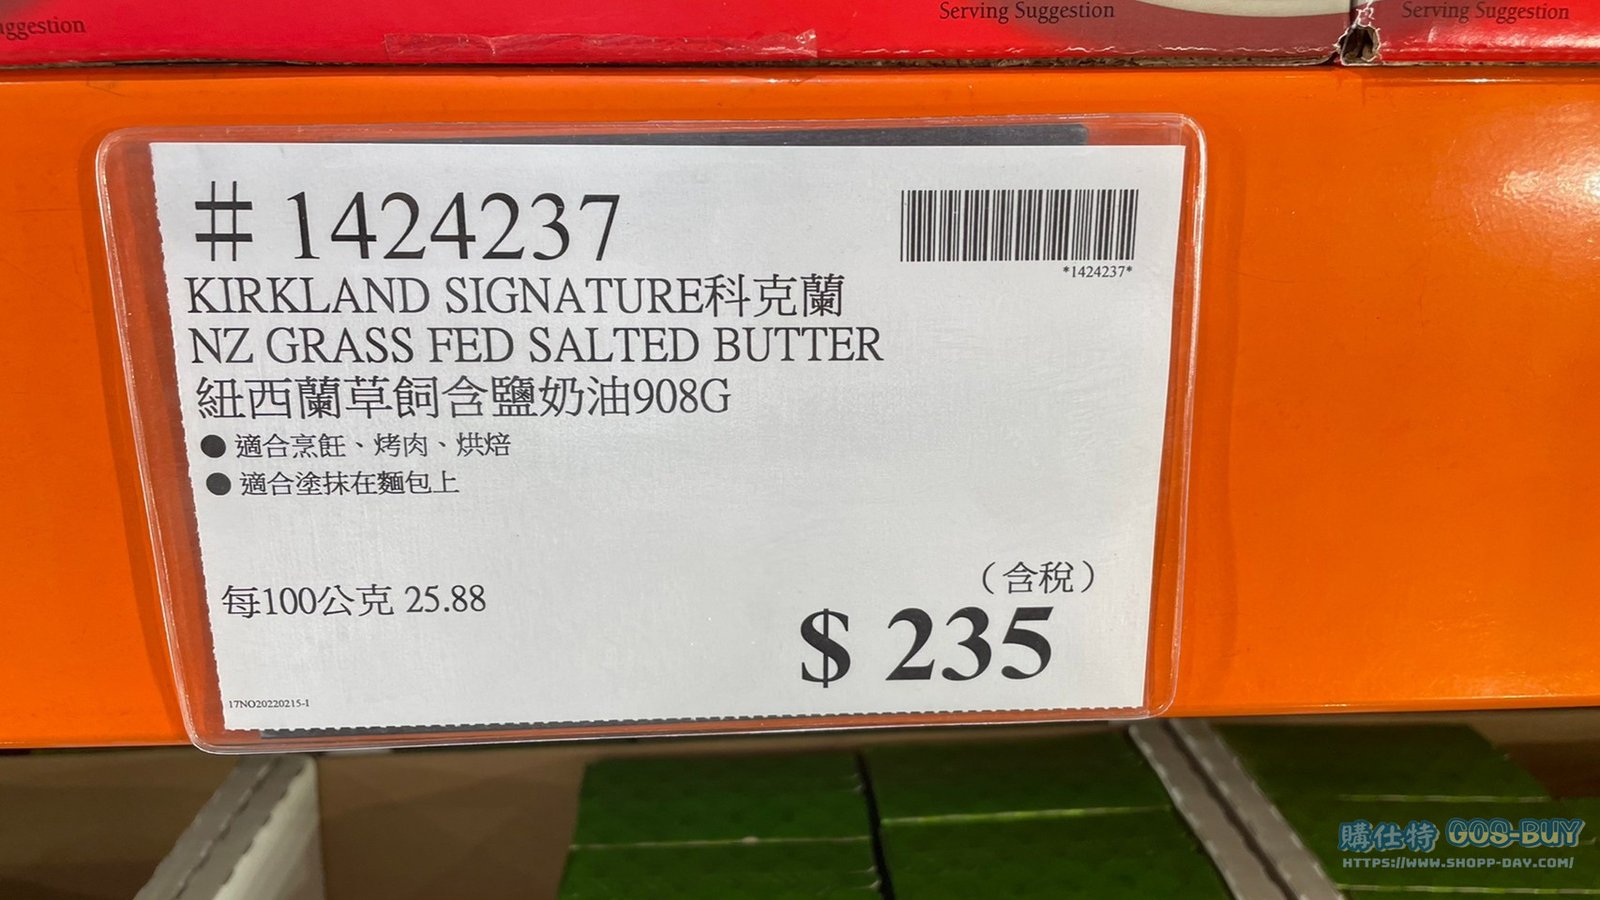 ggestion
Serving Suggestion
Serving Suggestion
# 1424237
*1424237*
KIRKLAND SIGNATURE科克蘭
NZ GRASS FED SALTED BUTTER
紐西蘭草飼含鹽奶油908G
● 適合烹飪、烤肉、烘焙
● 適合塗抹在麵包上
每100公克 25.88
（含稅）
$ 235
17NO20220215-1
購仕特 GOS-BUY
HTTPS://WWW.SHOPP-DAY.COM/